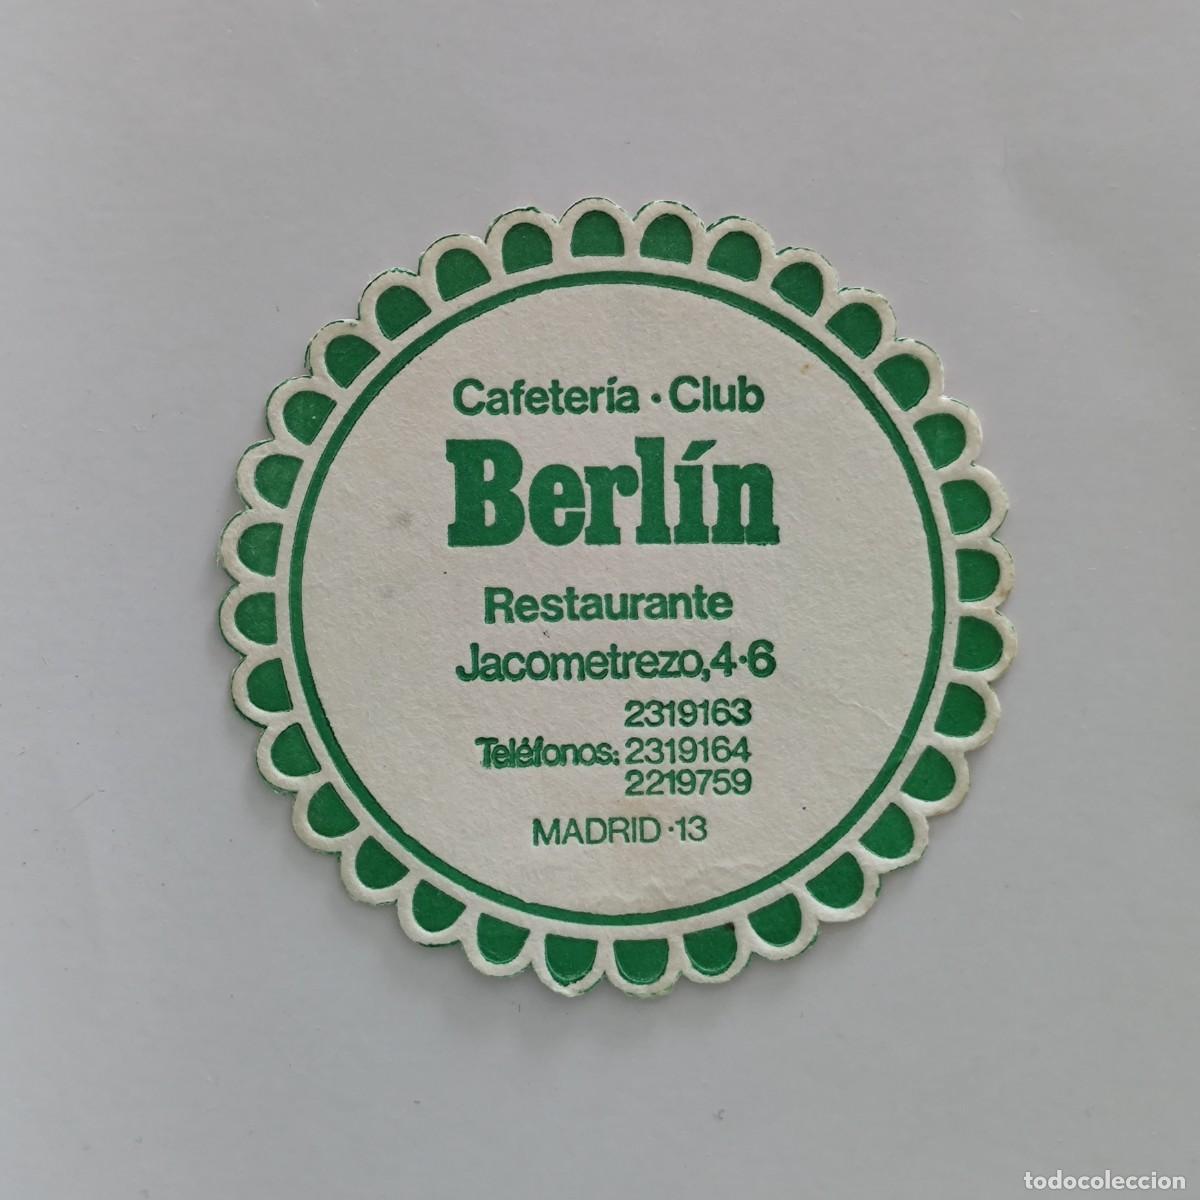 Cafetería · Club
Berlín
Restaurante
Jacometrezo,4·6
2319163
Teléfonos: 2319164
2219759
MADRID·13
todocoleccion